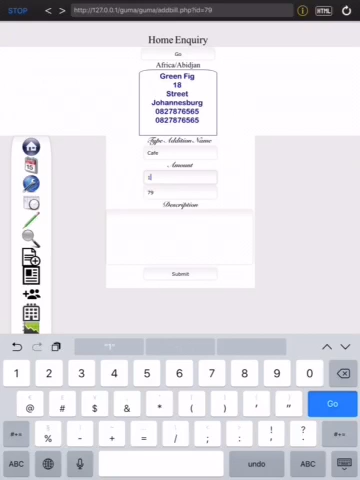 STOP < > http://127.0.0.1/guma/guma/addbill.php?id=79 HTML
Home Enquiry
Go
Africa/Abidjan
Green Fig
18
Street
Johannesburg
0827876565
0827876565
Type Addition Name
Cafe
Amount
1
79
Description
Submit
"1"
1 2 3 4 5 6 7 8 9 0
@ # $ & * ( ) ' " Go
#+= % - + = / ; : ! , ? . #+=
ABC undo ABC